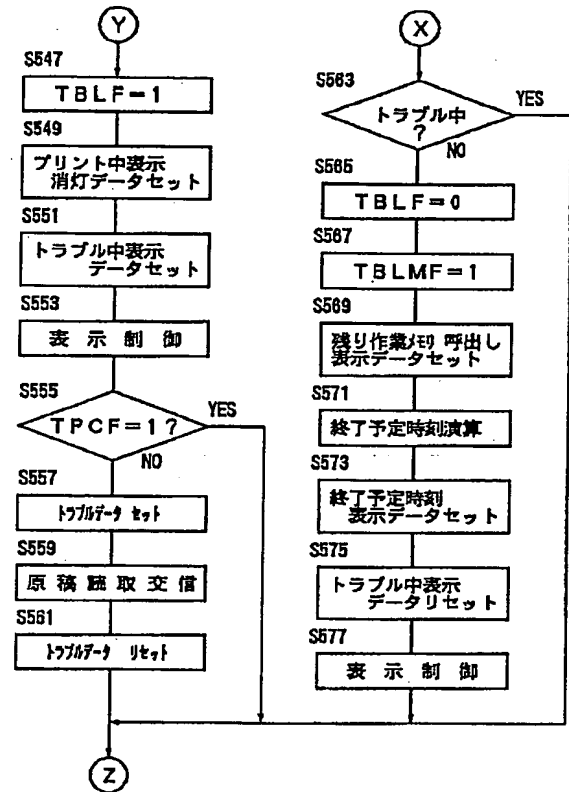 Y
S547
TBLF=1
S549
プリント中表示
消灯データセット
S551
トラブル中表示
データセット
S553
表示制御
S555
TPCF=1?
YES
NO
S557
トラブルデータ セット
S559
原稿読取交信
S561
トラブルデータ リセット
Z
X
S563
トラブル中
?
YES
NO
S565
TBLF=0
S567
TBLMF=1
S569
残り作業メモリ呼出し
表示データセット
S571
終了予定時刻演算
S573
終了予定時刻
表示データセット
S575
トラブル中表示
データリセット
S577
表示制御